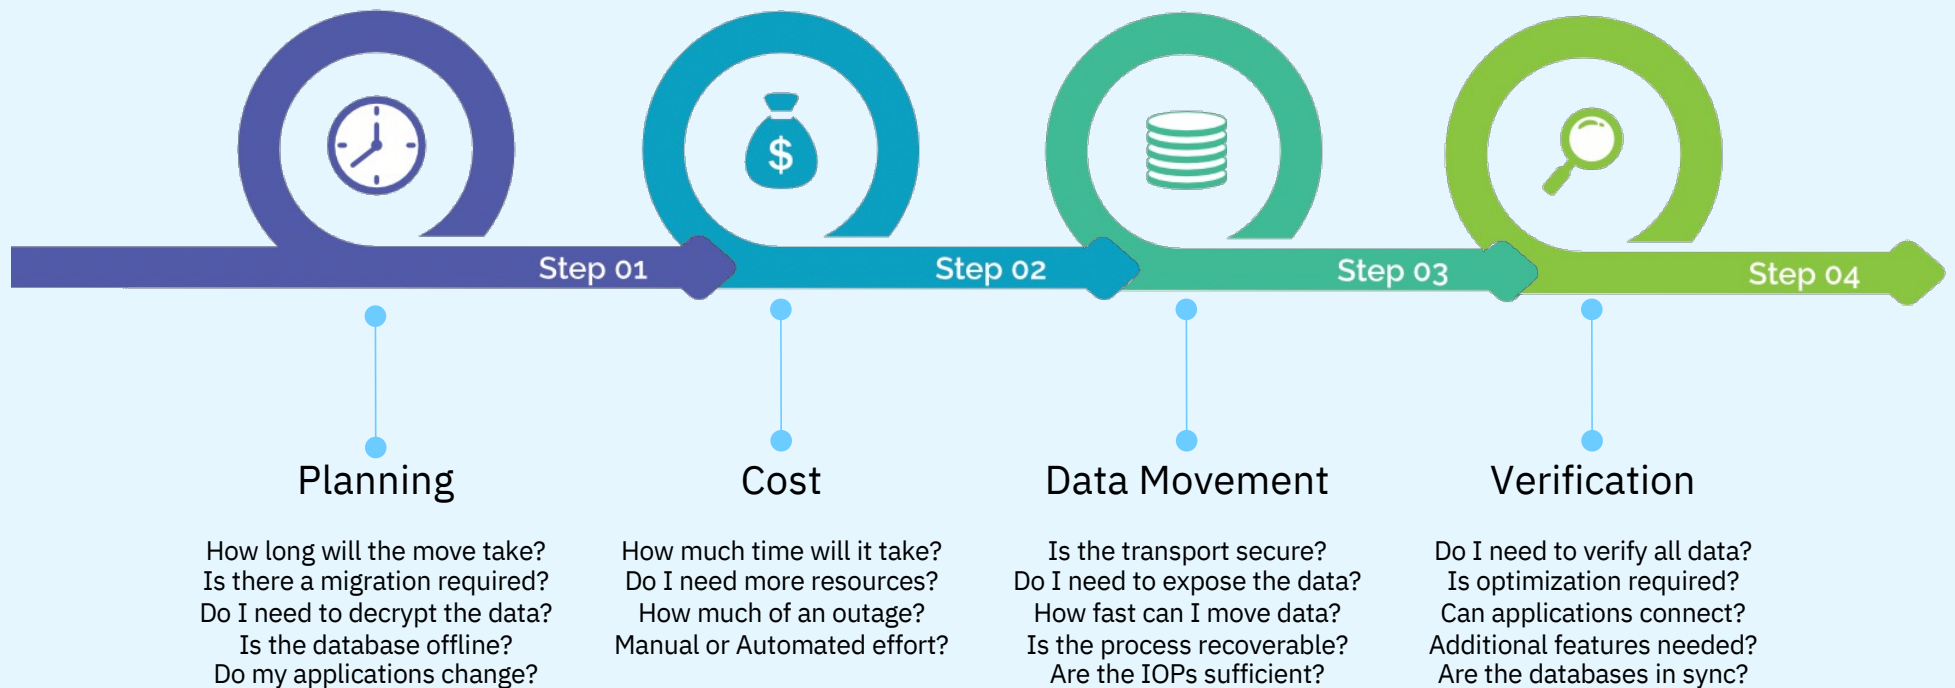 $
Step 01
Step 02
Step 03
Step 04
Planning
How long will the move take?
Is there a migration required?
Do I need to decrypt the data?
Is the database offline?
Do my applications change?
Cost
How much time will it take?
Do I need more resources?
How much of an outage?
Manual or Automated effort?
Data Movement
Is the transport secure?
Do I need to expose the data?
How fast can I move data?
Is the process recoverable?
Are the IOPs sufficient?
Verification
Do I need to verify all data?
Is optimization required?
Can applications connect?
Additional features needed?
Are the databases in sync?